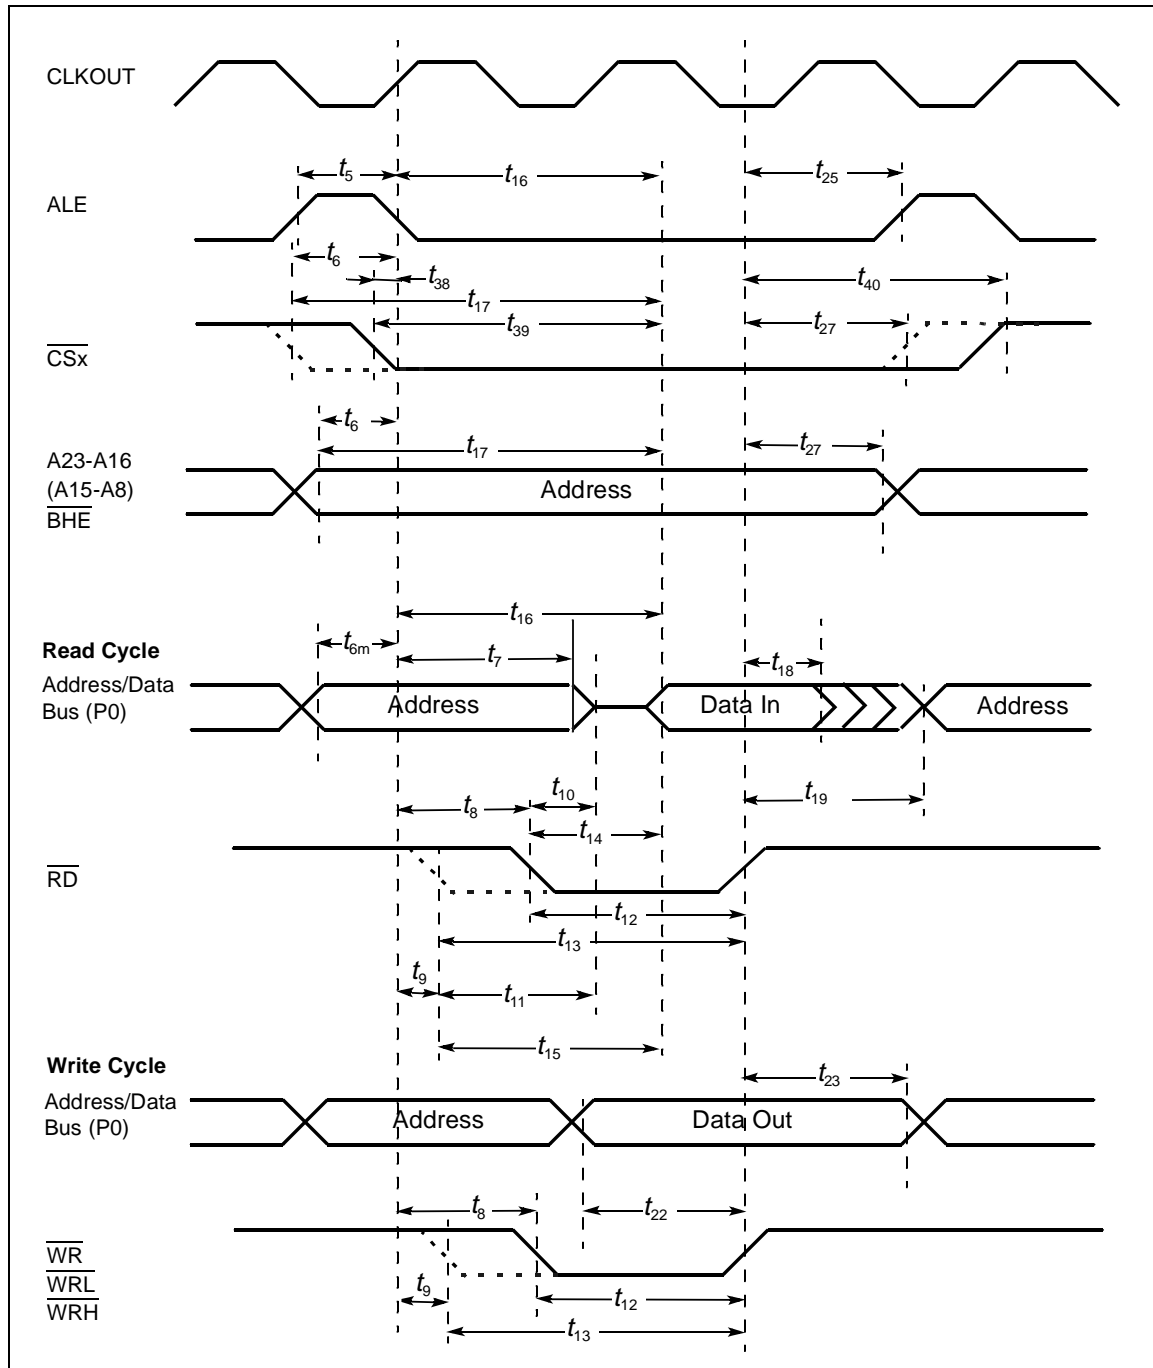 CLKOUT
t5
t16
t25
ALE
t6
t38
t40
t17
t39
t27
CSx
t6
t17
t27
A23-A16
(A15-A8)
BHE
Address
t16
Read Cycle
t6m
t7
t18
Address/Data
Bus (P0)
Address
Data In
Address
t8
t10
t19
t14
RD
t12
t13
t9
t11
t15
Write Cycle
t23
Address/Data
Bus (P0)
Address
Data Out
t8
t22
WR
WRL
WRH
t9
t12
t13